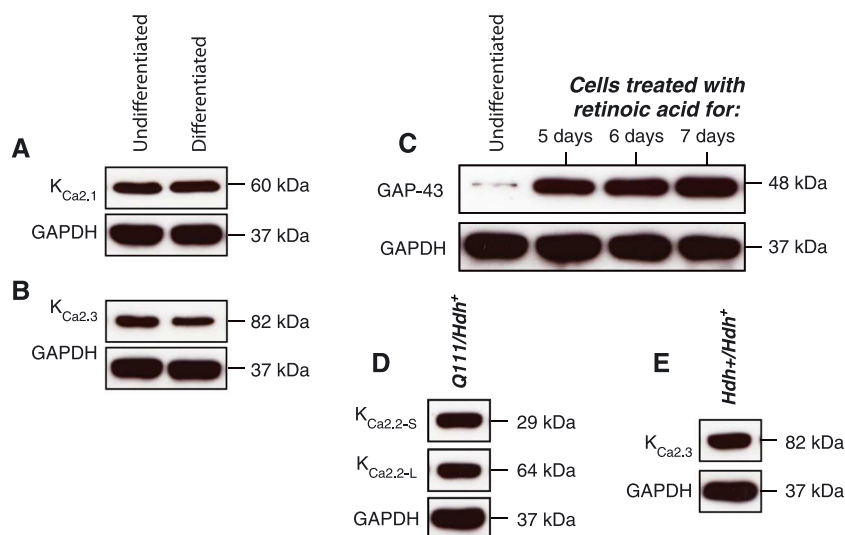 A
Undifferentiated
Differentiated
KCa2.1
60 kDa
GAPDH
37 kDa
B
KCa2.3
82 kDa
GAPDH
37 kDa
C
Undifferentiated
Cells treated with
retinoic acid for:
5 days 6 days 7 days
GAP-43
48 kDa
GAPDH
37 kDa
D
Q111/Hdh+
KCa2.2-S
29 kDa
KCa2.2-L
64 kDa
GAPDH
37 kDa
E
Hdh+/Hdh+
KCa2.3
82 kDa
GAPDH
37 kDa